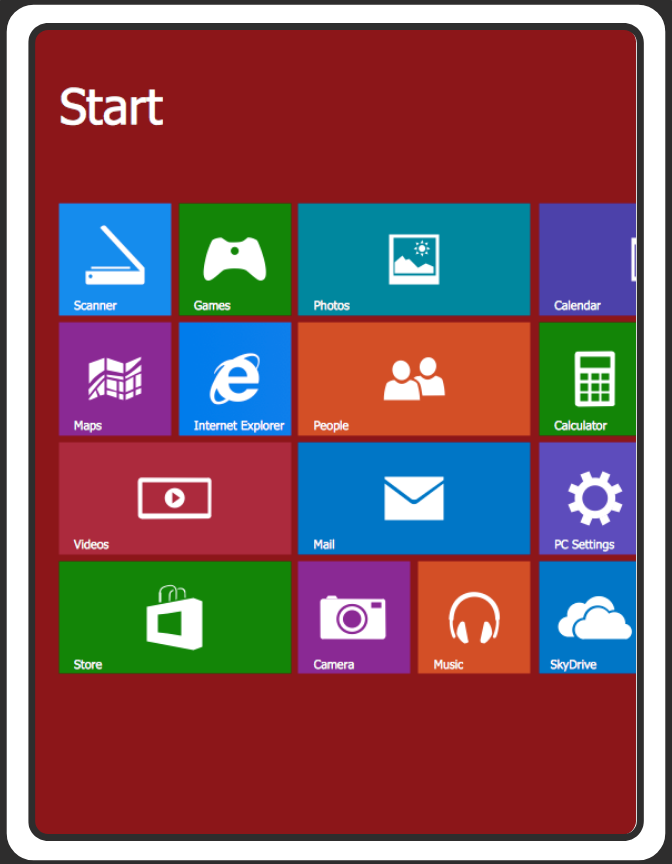 Start
Scanner
Games
Photos
Calendar
Maps
Internet Explorer
People
Calculator
Videos
Mail
PC Settings
Store
Camera
Music
SkyDrive